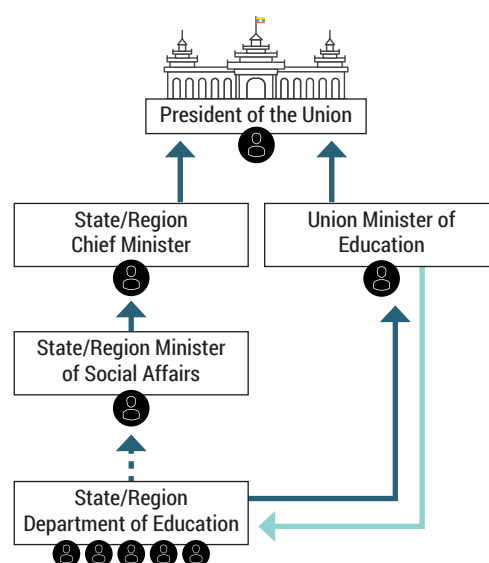 President of the Union
State/Region
Chief Minister
Union Minister of
Education
State/Region Minister
of Social Affairs
State/Region
Department of Education